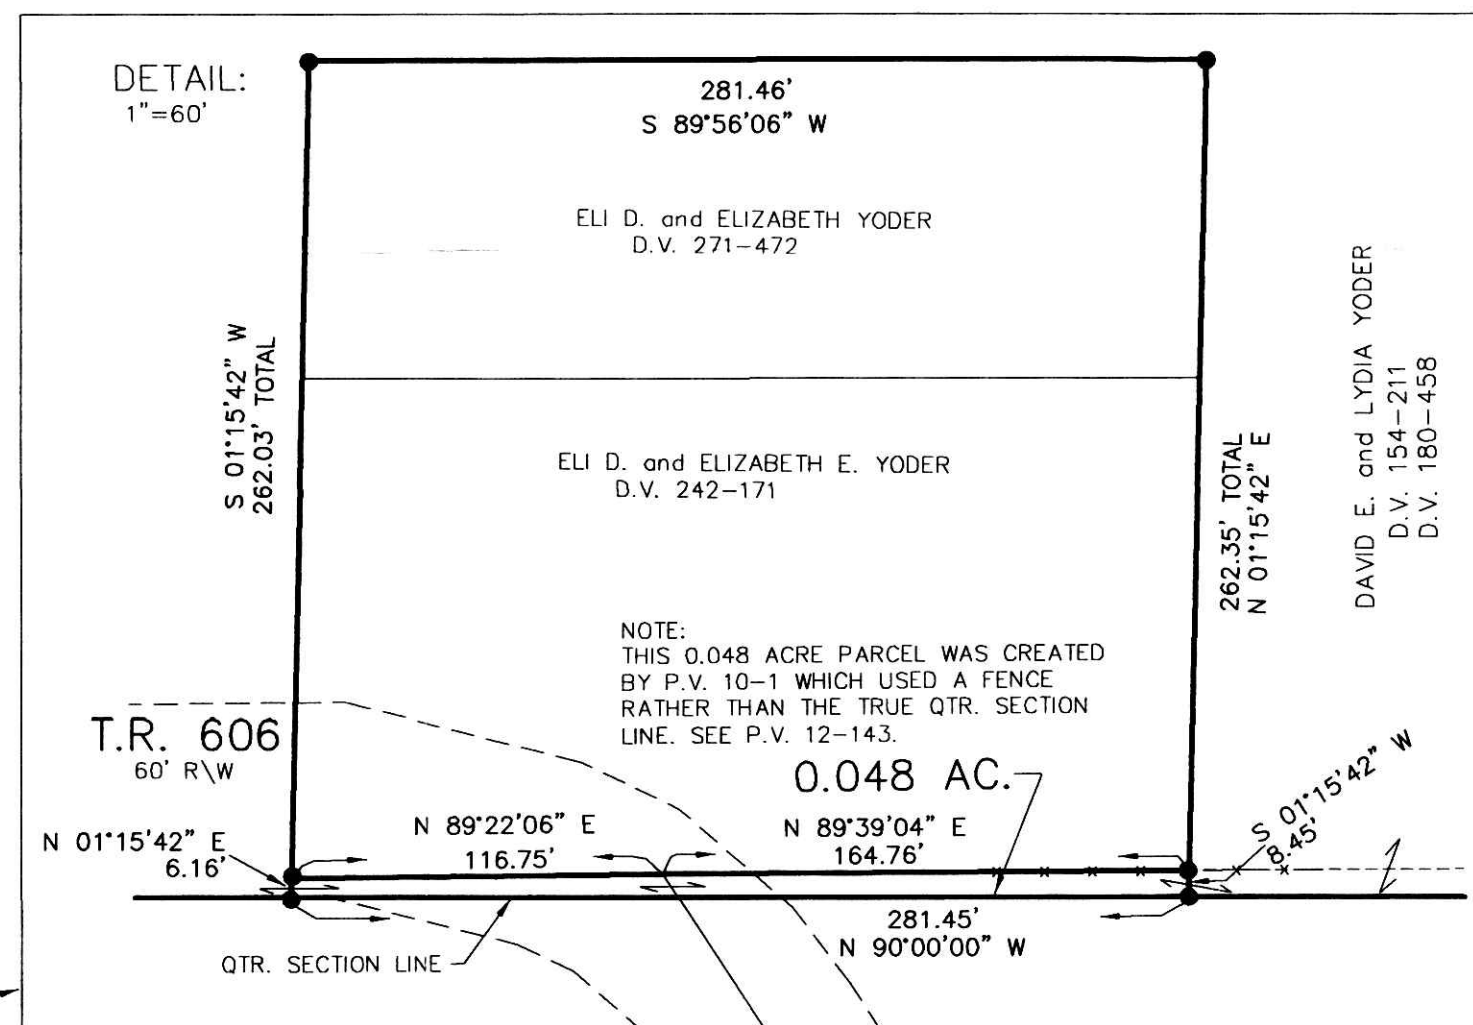 DETAIL:
1"=60'
281.46'
S 89°56'06" W
ELI D. and ELIZABETH YODER
D.V. 271-472
S 01°15'42" W
262.03' TOTAL
ELI D. and ELIZABETH E. YODER
D.V. 242-171
262.35' TOTAL
N 01°15'42" E
DAVID E. and LYDIA YODER
D.V. 154-211
D.V. 180-458
NOTE:
THIS 0.048 ACRE PARCEL WAS CREATED
BY P.V. 10-1 WHICH USED A FENCE
RATHER THAN THE TRUE QTR. SECTION
LINE. SEE P.V. 12-143.
T.R. 606
60' R\W
0.048 AC.
N 01°15'42" E
6.16'
N 89°22'06" E
116.75'
N 89°39'04" E
164.76'
S 01°15'42" W
8.45'
281.45'
N 90°00'00" W
QTR. SECTION LINE